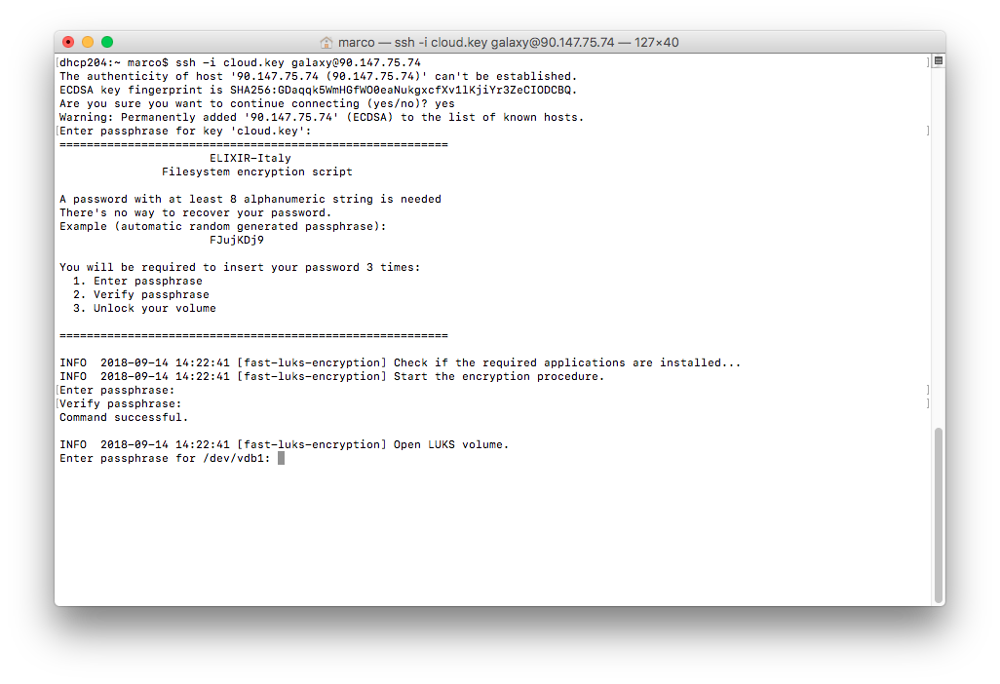 marco — ssh -i cloud.key galaxy@90.147.75.74 — 127×40
[dhcp204:~ marco$ ssh -i cloud.key galaxy@90.147.75.74 ]
The authenticity of host '90.147.75.74 (90.147.75.74)' can't be established.
ECDSA key fingerprint is SHA256:GDaqqk5WmHGfWO0eaNukgxcfXv1lKjiYr3ZeCIODCBQ.
Are you sure you want to continue connecting (yes/no)? yes
Warning: Permanently added '90.147.75.74' (ECDSA) to the list of known hosts.
[Enter passphrase for key 'cloud.key': ]
=========================================================
ELIXIR-Italy
Filesystem encryption script
A password with at least 8 alphanumeric string is needed
There's no way to recover your password.
Example (automatic random generated passphrase):
FJujKDj9
You will be required to insert your password 3 times:
1. Enter passphrase
2. Verify passphrase
3. Unlock your volume
=========================================================
INFO  2018-09-14 14:22:41 [fast-luks-encryption] Check if the required applications are installed...
INFO  2018-09-14 14:22:41 [fast-luks-encryption] Start the encryption procedure.
[Enter passphrase: ]
[Verify passphrase: ]
Command successful.
INFO  2018-09-14 14:22:41 [fast-luks-encryption] Open LUKS volume.
Enter passphrase for /dev/vdb1: